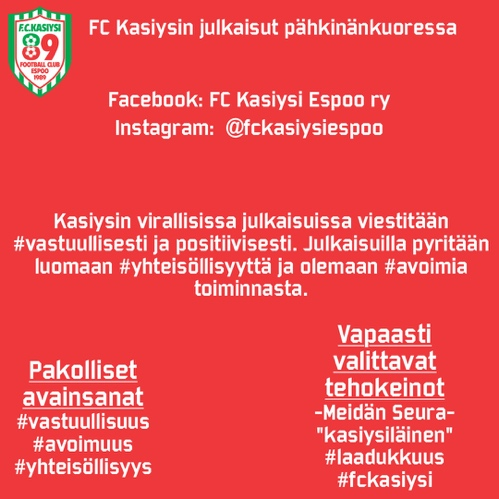 F.C.KASIYSI
89
FOOTBALL CLUB
ESPOO
1989
FC Kasiysin julkaisut pähkinänkuoressa
Facebook: FC Kasiysi Espoo ry
Instagram: @fckasiysiespoo
Kasiysin virallisissa julkaisuissa viestitään
#vastuullisesti ja positiivisesti. Julkaisuilla pyritään
luomaan #yhteisöllisyyttä ja olemaan #avoimia
toiminnasta.
Pakolliset
avainsanat
#vastuullisuus
#avoimuus
#yhteisöllisyys
Vapaasti
valittavat
tehokeinot
-Meidän Seura-
"kasiysiläinen"
#laadukkuus
#fckasiysi